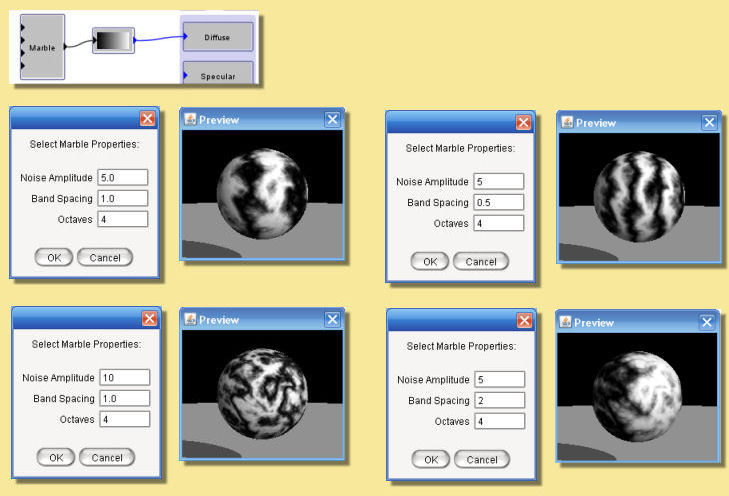 Marble
Diffuse
Specular
Select Marble Properties:
Noise Amplitude 5.0
Band Spacing 1.0
Octaves 4
OK Cancel
Preview
Select Marble Properties:
Noise Amplitude 5
Band Spacing 0.5
Octaves 4
OK Cancel
Preview
Select Marble Properties:
Noise Amplitude 10
Band Spacing 1.0
Octaves 4
OK Cancel
Preview
Select Marble Properties:
Noise Amplitude 5
Band Spacing 2
Octaves 4
OK Cancel
Preview